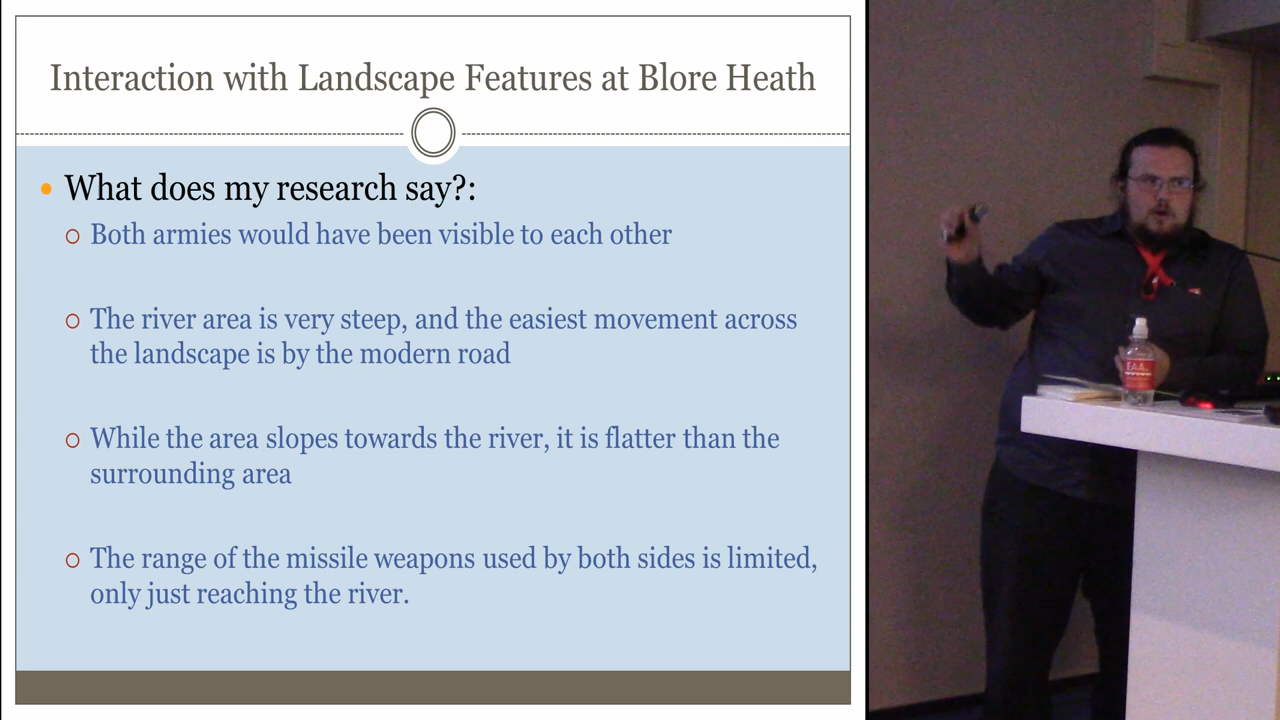 Interaction with Landscape Features at Blore Heath
What does my research say?:
Both armies would have been visible to each other
The river area is very steep, and the easiest movement across
the landscape is by the modern road
While the area slopes towards the river, it is flatter than the
surrounding area
The range of the missile weapons used by both sides is limited,
only just reaching the river.
EAA